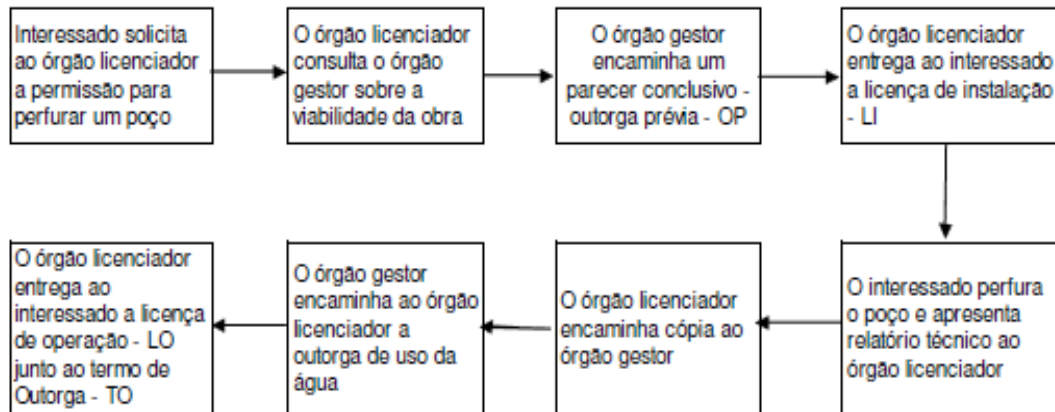 Interessado solicita
ao órgão licenciador
a permissão para
perfurar um poço
O órgão licenciador
consulta o órgão
gestor sobre a
viabilidade da obra
O órgão gestor
encaminha um
parecer conclusivo -
outorga prévia - OP
O órgão licenciador
entrega ao interessado
a licença de instalação
- LI
O interessado perfura
o poço e apresenta
relatório técnico ao
órgão licenciador
O órgão licenciador
encaminha cópia ao
órgão gestor
O órgão gestor
encaminha ao órgão
licenciador a
outorga de uso da
água
O órgão licenciador
entrega ao
interessado a licença
de operação - LO
junto ao termo de
Outorga - TO